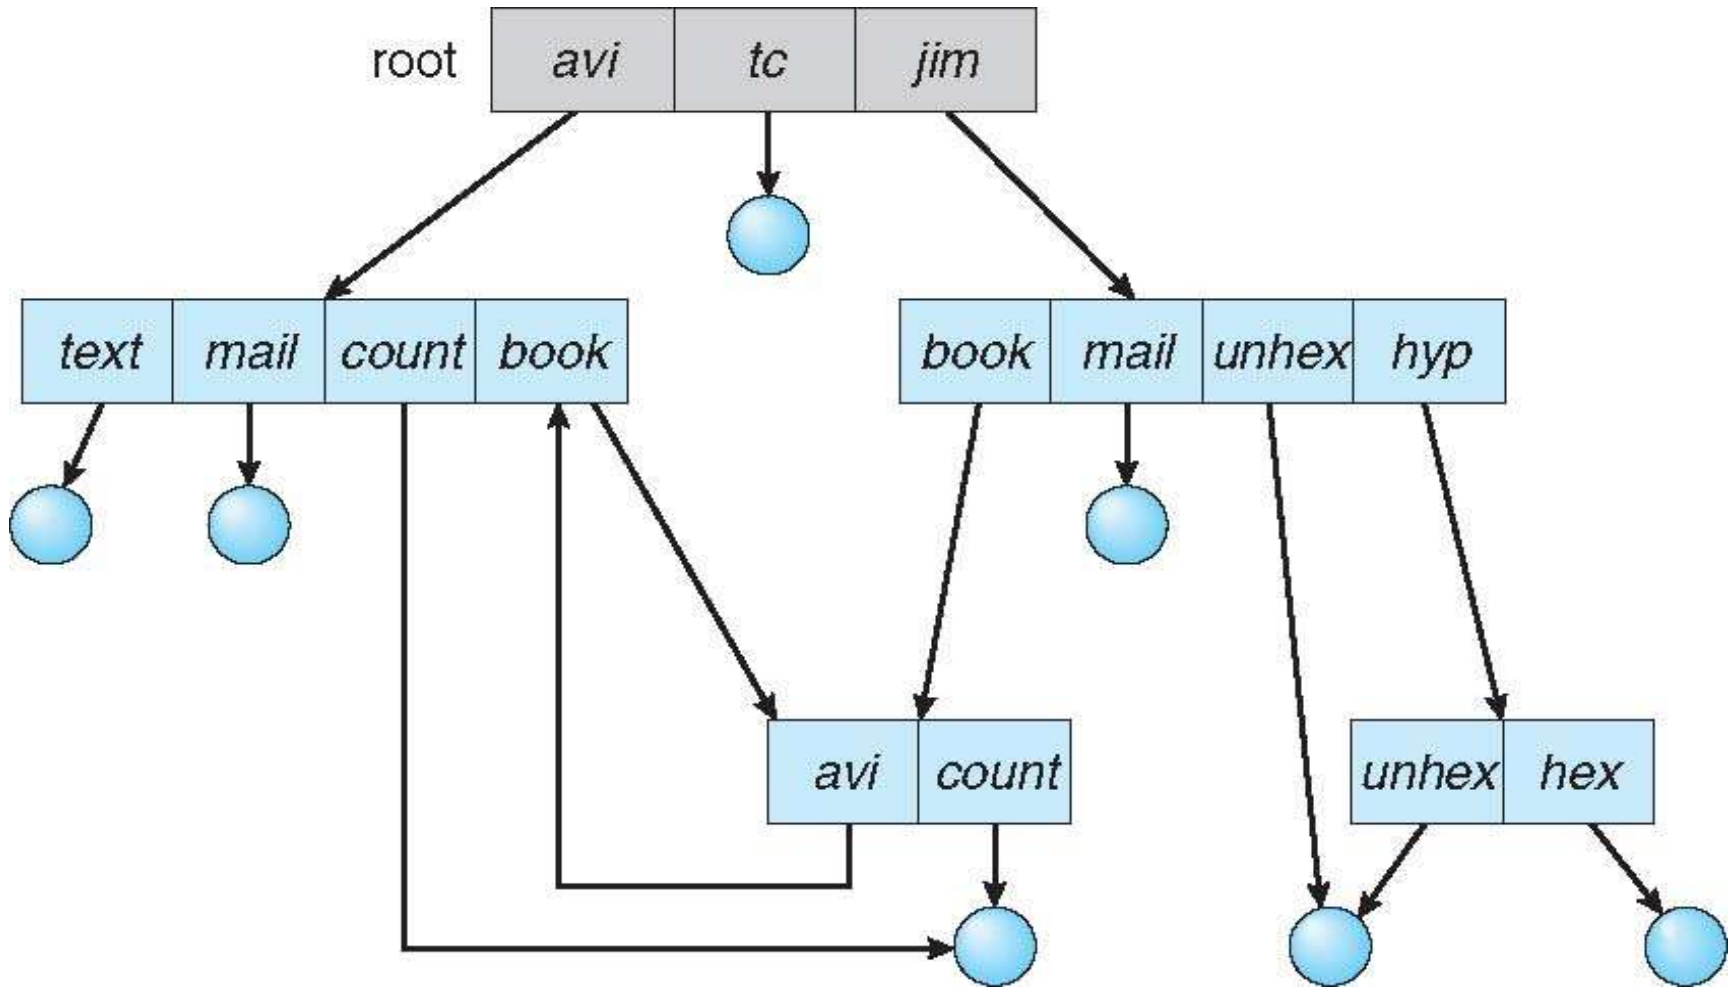 root avi tc jim
text mail count book
book mail unhex hyp
avi count
unhex hex